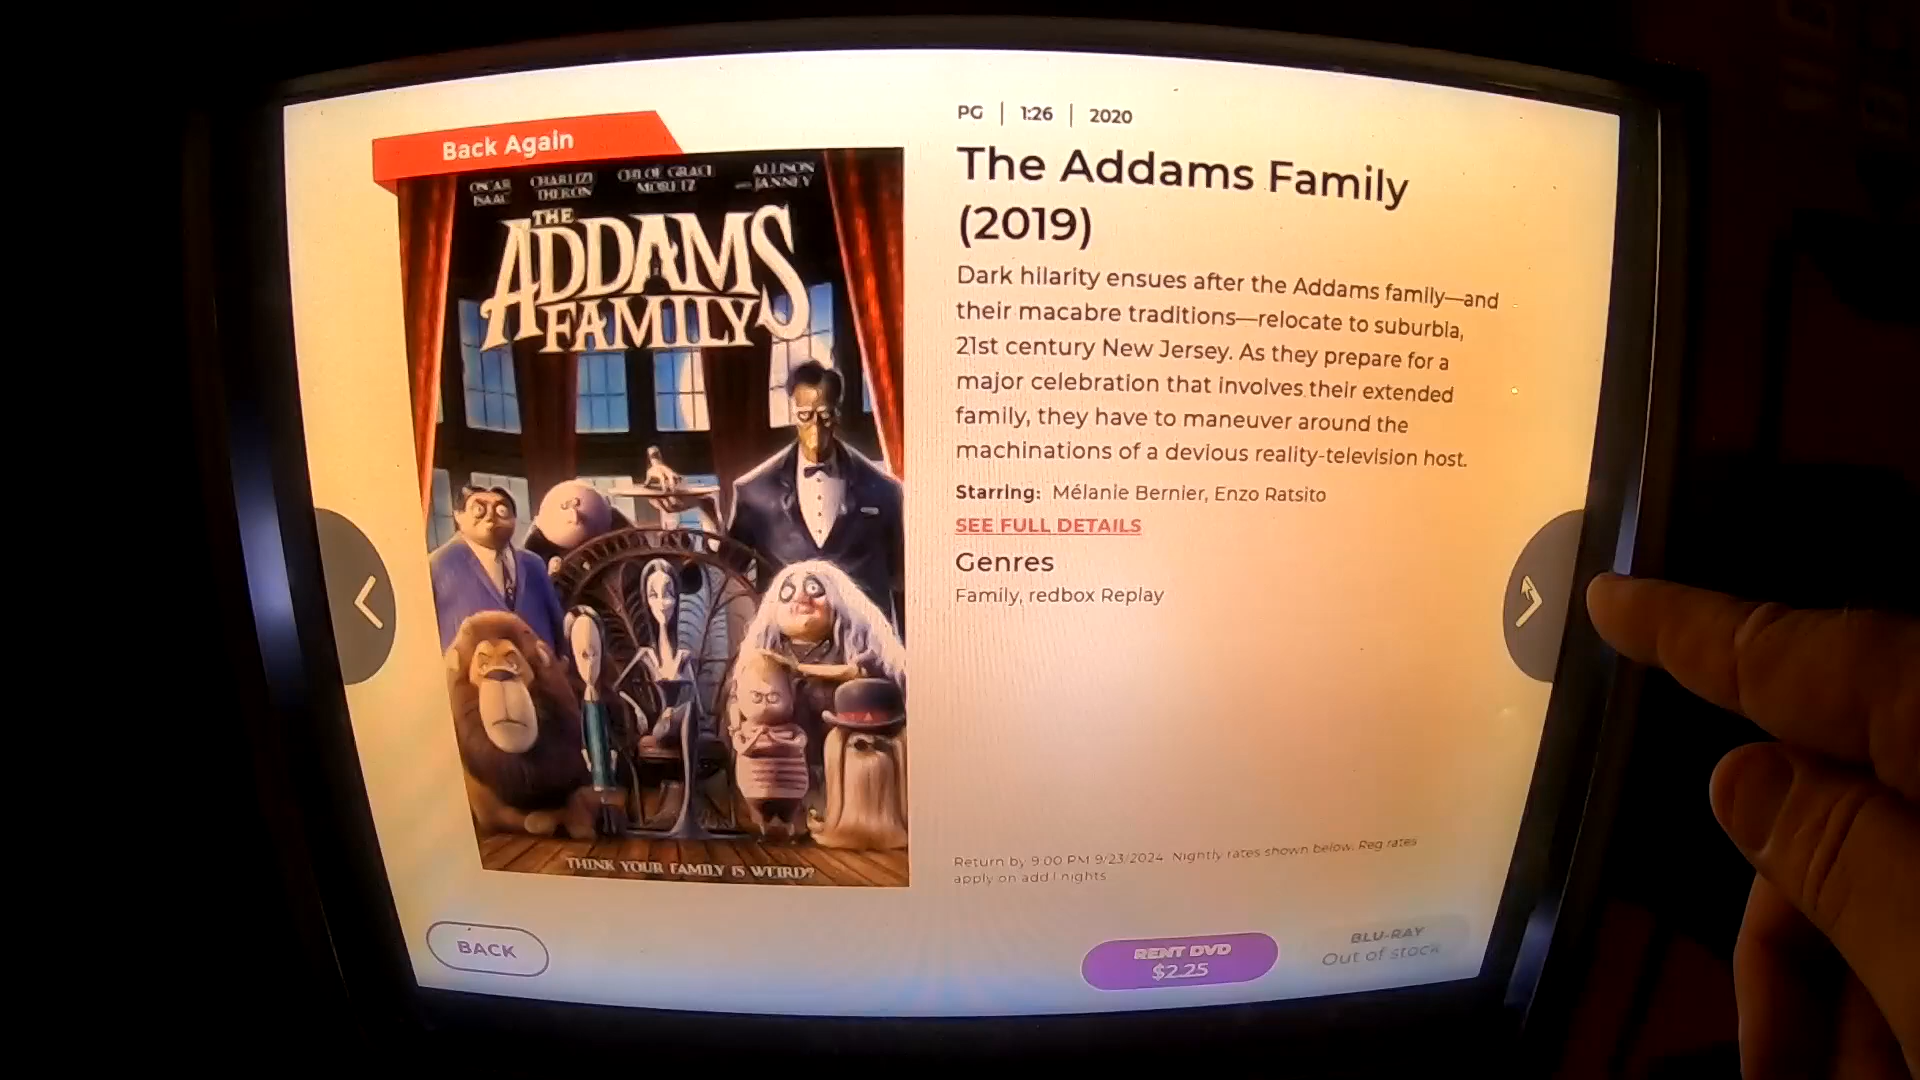 Back Again
OSCAR ISAAC
CHARLIZE THERON
CHLOË GRACE MORETZ
ALLISON JANNEY
THE
ADDAMS
FAMILY
THINK YOUR FAMILY IS WEIRD?
PG | 1:26 | 2020
The Addams Family
(2019)
Dark hilarity ensues after the Addams family—and
their macabre traditions—relocate to suburbia,
21st century New Jersey. As they prepare for a
major celebration that involves their extended
family, they have to maneuver around the
machinations of a devious reality-television host.
Starring: Mélanie Bernier, Enzo Ratsito
SEE FULL DETAILS
Genres
Family, redbox Replay
Return by 9:00 PM 9/23/2024. Nightly rates shown below. Reg rates
apply on add'l nights.
BACK
RENT DVD
$2.25
BLU-RAY
Out of stock